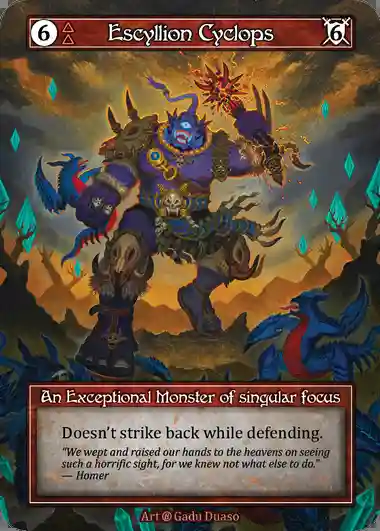 6 Escyllion Cyclops 6
An Exceptional Monster of singular focus
Doesn't strike back while defending.
"We wept and raised our hands to the heavens on seeing
such a horrific sight, for we knew not what else to do."
— Homer
Art @ Gadu Duaso